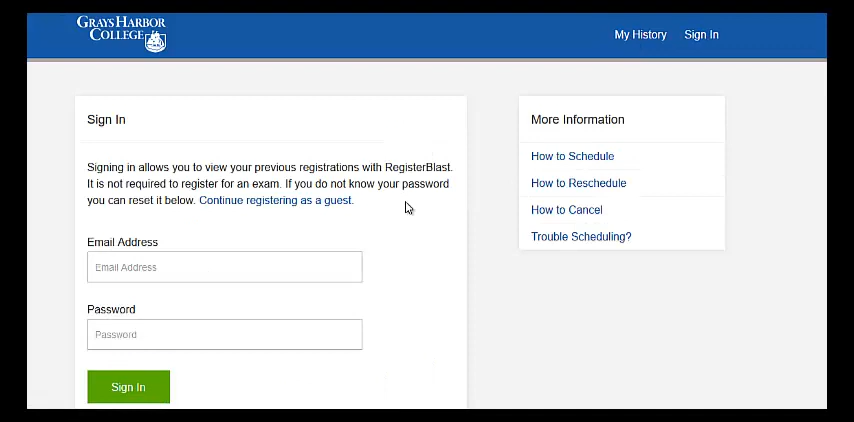 GRAYS HARBOR
COLLEGE
My History Sign In
Sign In
Signing in allows you to view your previous registrations with RegisterBlast.
It is not required to register for an exam. If you do not know your password
you can reset it below. Continue registering as a guest.
Email Address
Email Address
Password
Password
Sign In
More Information
How to Schedule
How to Reschedule
How to Cancel
Trouble Scheduling?